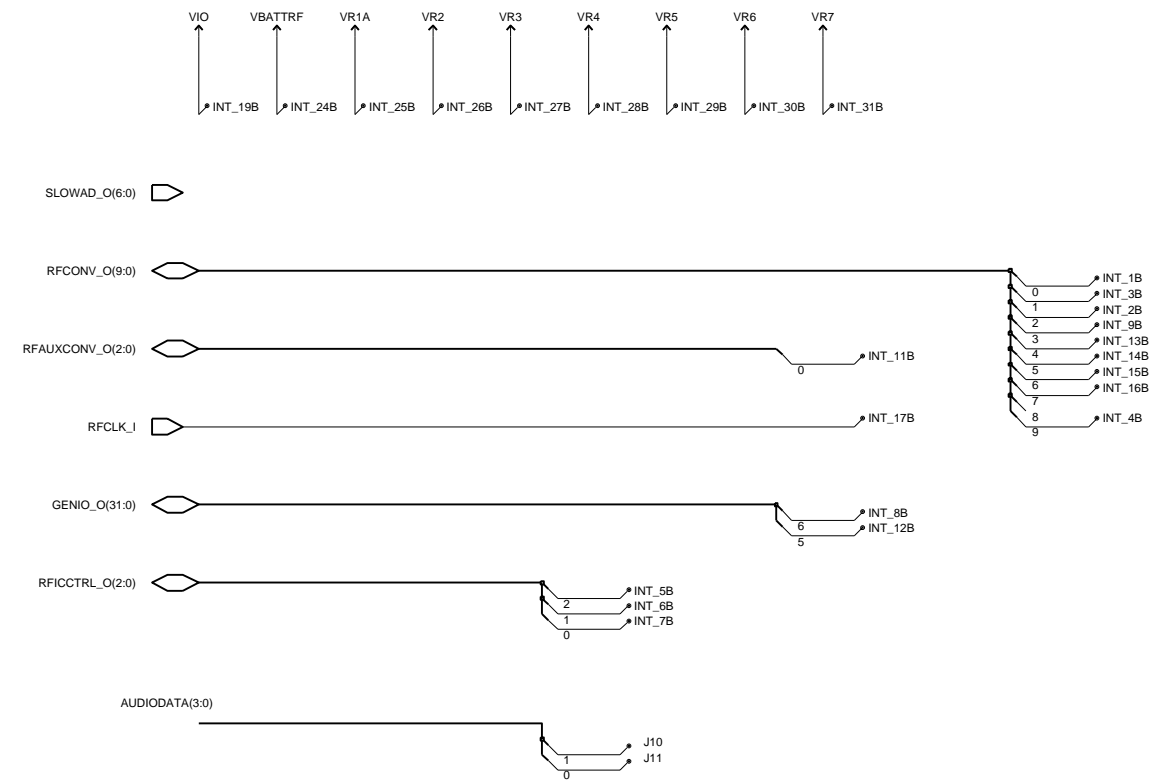 VIO VBATTRF VR1A VR2 VR3 VR4 VR5 VR6 VR7
INT_19B INT_24B INT_25B INT_26B INT_27B INT_28B INT_29B INT_30B INT_31B
SLOWAD_O(6:0)
RFCONV_O(9:0)
INT_1B
0
INT_3B
1
INT_2B
2
INT_9B
3
INT_13B
4
INT_14B
5
INT_15B
6
INT_16B
7
8
INT_4B
9
RFAUXCONV_O(2:0)
INT_11B
0
RFCLK_I
INT_17B
GENIO_O(31:0)
INT_8B
6
INT_12B
5
RFICCTRL_O(2:0)
INT_5B
2
INT_6B
1
INT_7B
0
AUDIODATA(3:0)
J10
1
J11
0